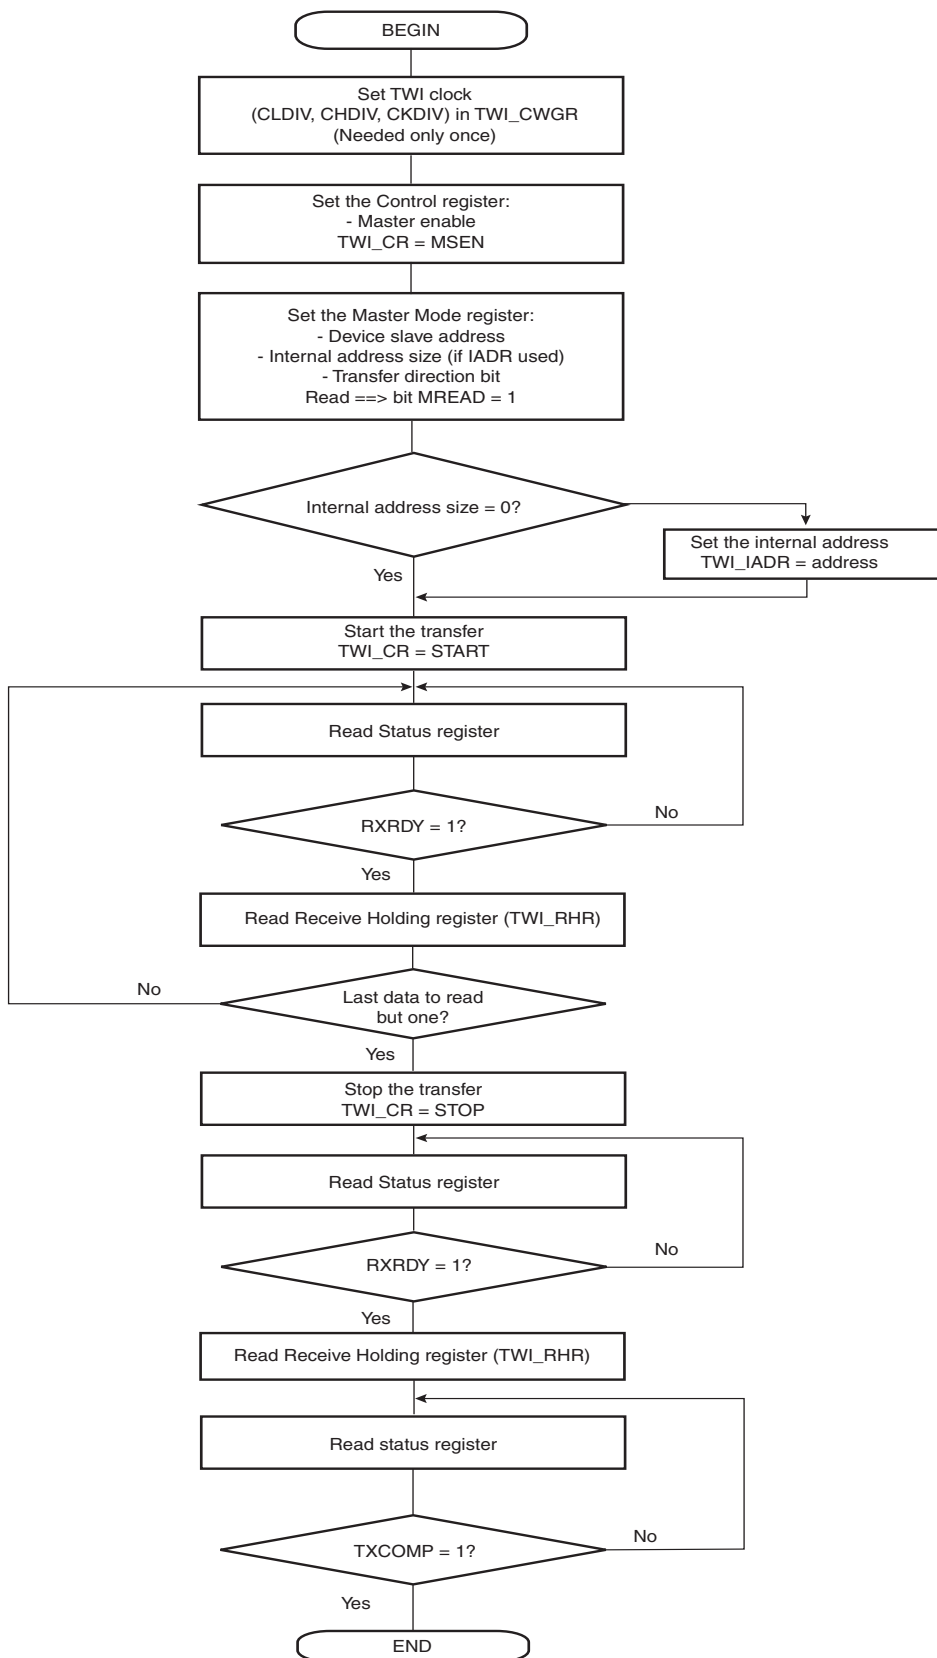 BEGIN
Set TWI clock
(CLDIV, CHDIV, CKDIV) in TWI_CWGR
(Needed only once)
Set the Control register:
- Master enable
TWI_CR = MSEN
Set the Master Mode register:
- Device slave address
- Internal address size (if IADR used)
- Transfer direction bit
Read ==> bit MREAD = 1
Internal address size = 0?
Set the internal address
TWI_IADR = address
Yes
Start the transfer
TWI_CR = START
Read Status register
RXRDY = 1?
No
Yes
Read Receive Holding register (TWI_RHR)
No
Last data to read
but one?
Yes
Stop the transfer
TWI_CR = STOP
Read Status register
RXRDY = 1?
No
Yes
Read Receive Holding register (TWI_RHR)
Read status register
TXCOMP = 1?
No
Yes
END